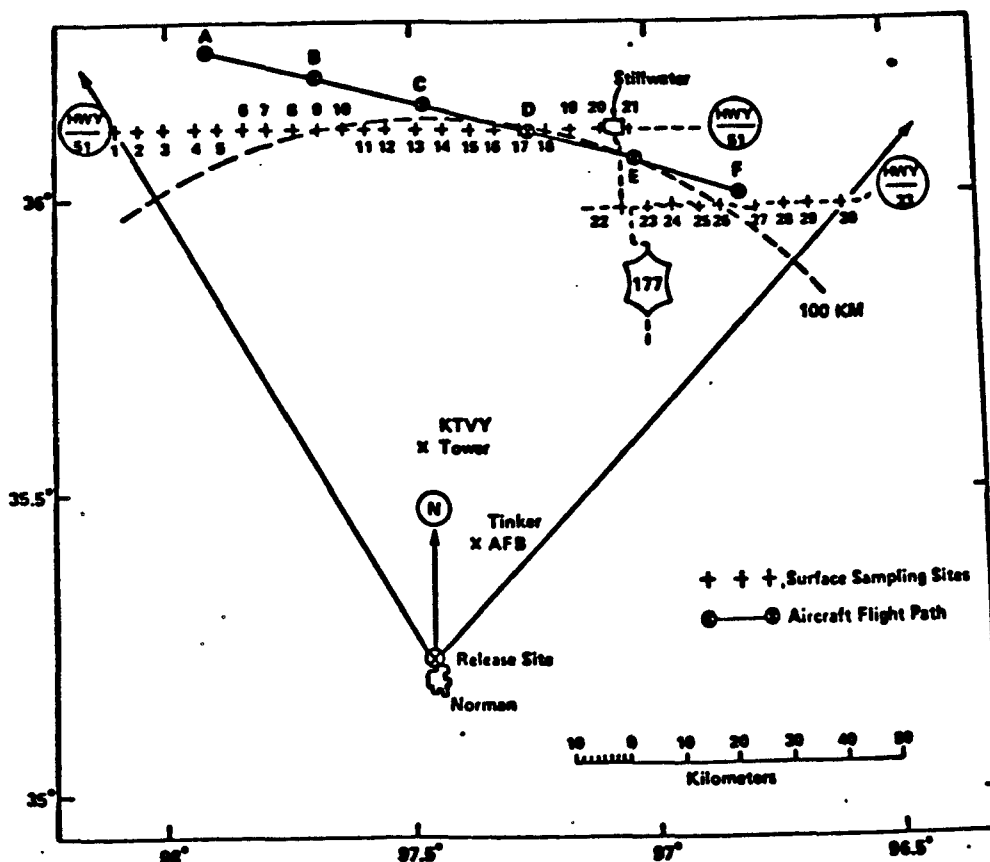 A
B
C
Stillwater
6 7 8 9 10
D
19 20 21
HWY 51
1 2 3 4 5
11 12 13 14 15 16 17 18
HWY 51
E
F
HWY 33
36°
22 23 24 25 26 27 28 29 30
177
100 KM
KTVY
x Tower
35.5°
N
Tinker
x AFB
+ + +, Surface Sampling Sites
Aircraft Flight Path
Release Site
Norman
10 0 10 20 30 40 50
Kilometers
35°
98° 97.5° 97° 96.5°